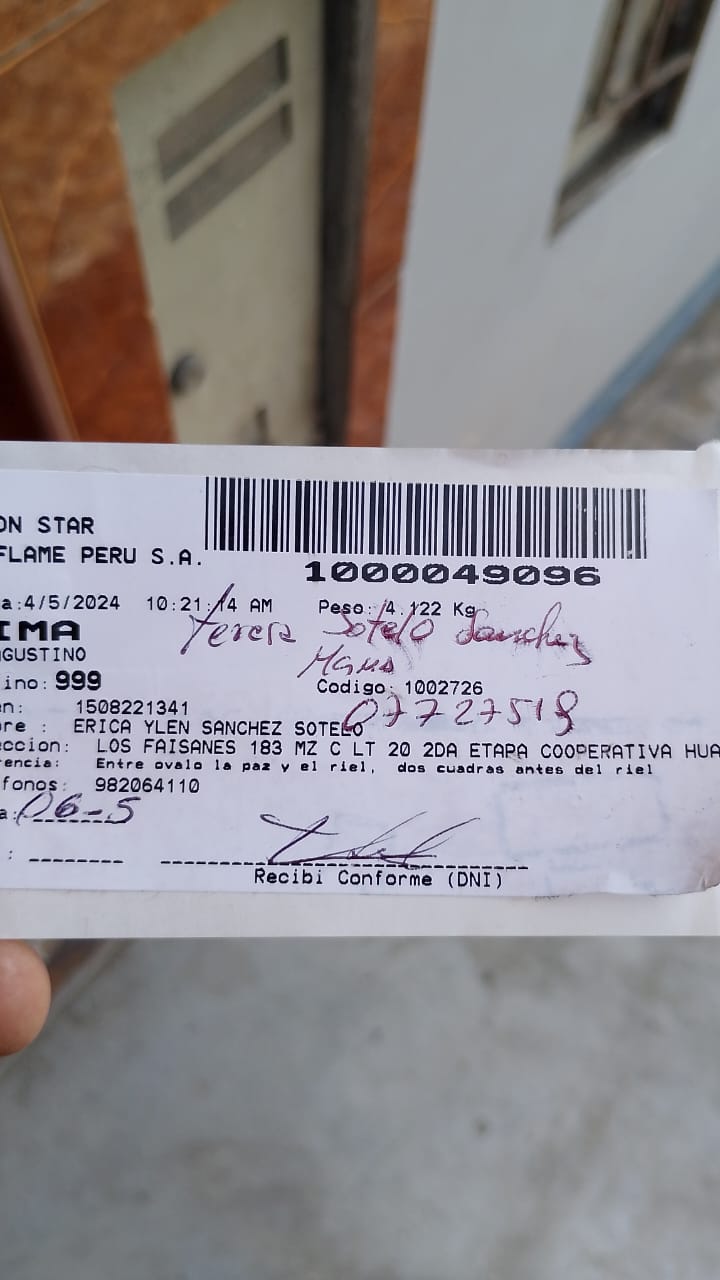 ON STAR
FLAME PERU S.A.
1000049096
a:4/5/2024 10:21:14 AM Peso: 4.122 Kg
IMA
Teresa Sotelo Sanchez
GUSTINO
ino: 999
Codigo: 1002726
n: 1508221341
07727518
re : ERICA YLEN SANCHEZ SOTELO
eccion: LOS FAISANES 183 MZ C LT 20 2DA ETAPA COOPERATIVA HUA
rencia: Entre ovalo la paz y el riel, dos cuadras antes del riel
fonos: 982064110
a: 06-5
Recibi Conforme (DNI)